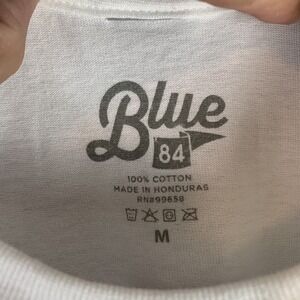 Blue
84
100% COTTON
MADE IN HONDURAS
RN#99658
M